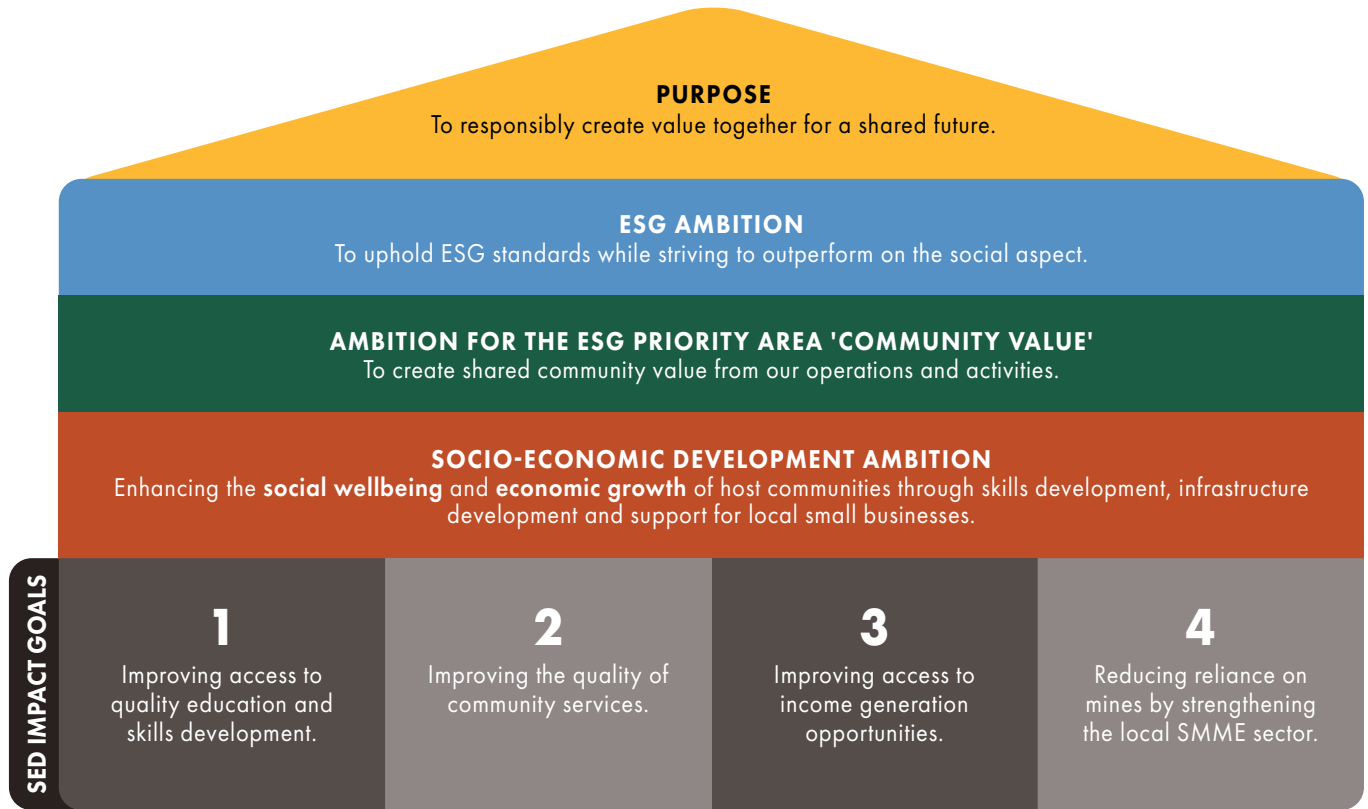 PURPOSE
To responsibly create value together for a shared future.
ESG AMBITION
To uphold ESG standards while striving to outperform on the social aspect.
AMBITION FOR THE ESG PRIORITY AREA 'COMMUNITY VALUE'
To create shared community value from our operations and activities.
SOCIO-ECONOMIC DEVELOPMENT AMBITION
Enhancing the social wellbeing and economic growth of host communities through skills development, infrastructure
development and support for local small businesses.
SED IMPACT GOALS
1
Improving access to
quality education and
skills development.
2
Improving the quality of
community services.
3
Improving access to
income generation
opportunities.
4
Reducing reliance on
mines by strengthening
the local SMME sector.